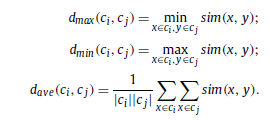 d_max(c_i, c_j) = min_{x∈c_i, y∈c_j} sim(x, y);
d_min(c_i, c_j) = max_{x∈c_i, y∈c_j} sim(x, y);
d_ave(c_i, c_j) = \frac{1}{|c_i||c_j|} ∑_{x∈c_i} ∑_{x∈c_j} sim(x, y).